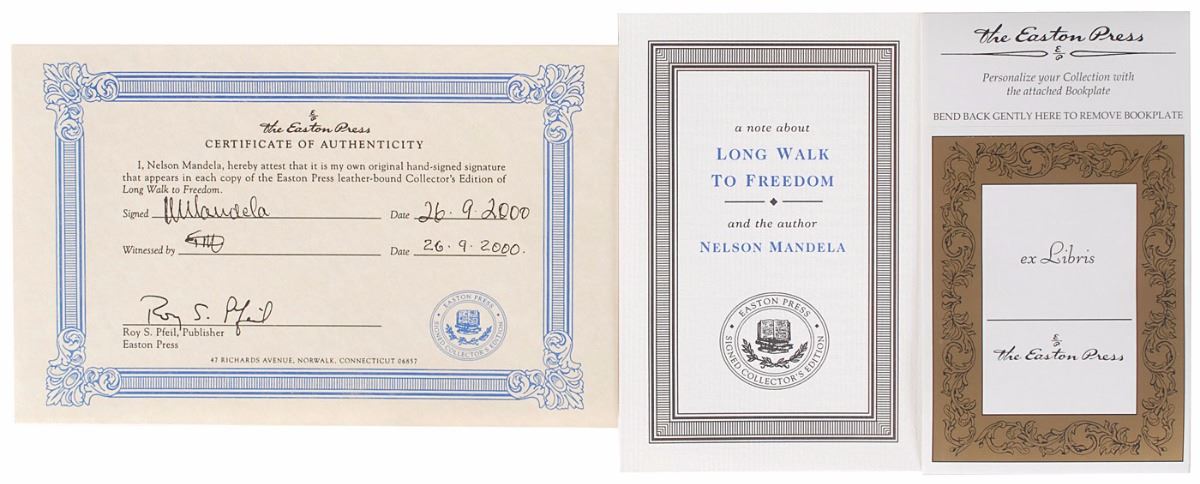 The Easton Press
CERTIFICATE OF AUTHENTICITY
I, Nelson Mandela, hereby attest that it is my own original hand-signed signature
that appears in each copy of the Easton Press leather-bound Collector's Edition of
Long Walk to Freedom.
Signed NMandela Date 26.9.2000
Witnessed by Date 26.9.2000.
Roy S. Pfeil
Roy S. Pfeil, Publisher
Easton Press
EASTON PRESS
SIGNED COLLECTOR'S EDITION
47 RICHARDS AVENUE, NORWALK, CONNECTICUT 06857
a note about
LONG WALK
TO FREEDOM
and the author
NELSON MANDELA
EASTON PRESS
SIGNED COLLECTOR'S EDITION
The Easton Press
Personalize your Collection with
the attached Bookplate
BEND BACK GENTLY HERE TO REMOVE BOOKPLATE
ex Libris
The Easton Press